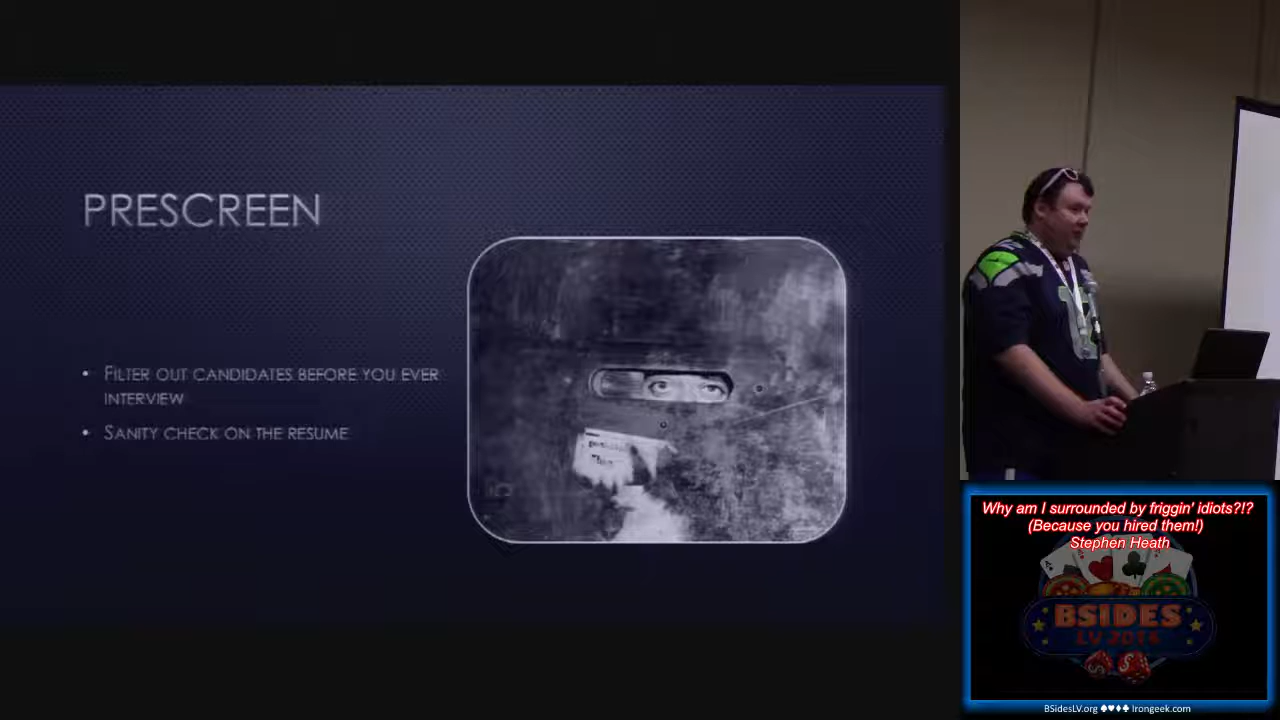 PRESCREEN
• FILTER OUT CANDIDATES BEFORE YOU EVER
INTERVIEW
• SANITY CHECK ON THE RESUME
Why am I surrounded by friggin' idiots?!?
(Because you hired them!)
Stephen Heath
BSIDES
LV 2014
BSidesLV.org ♠♥♦♣ Irongeek.com